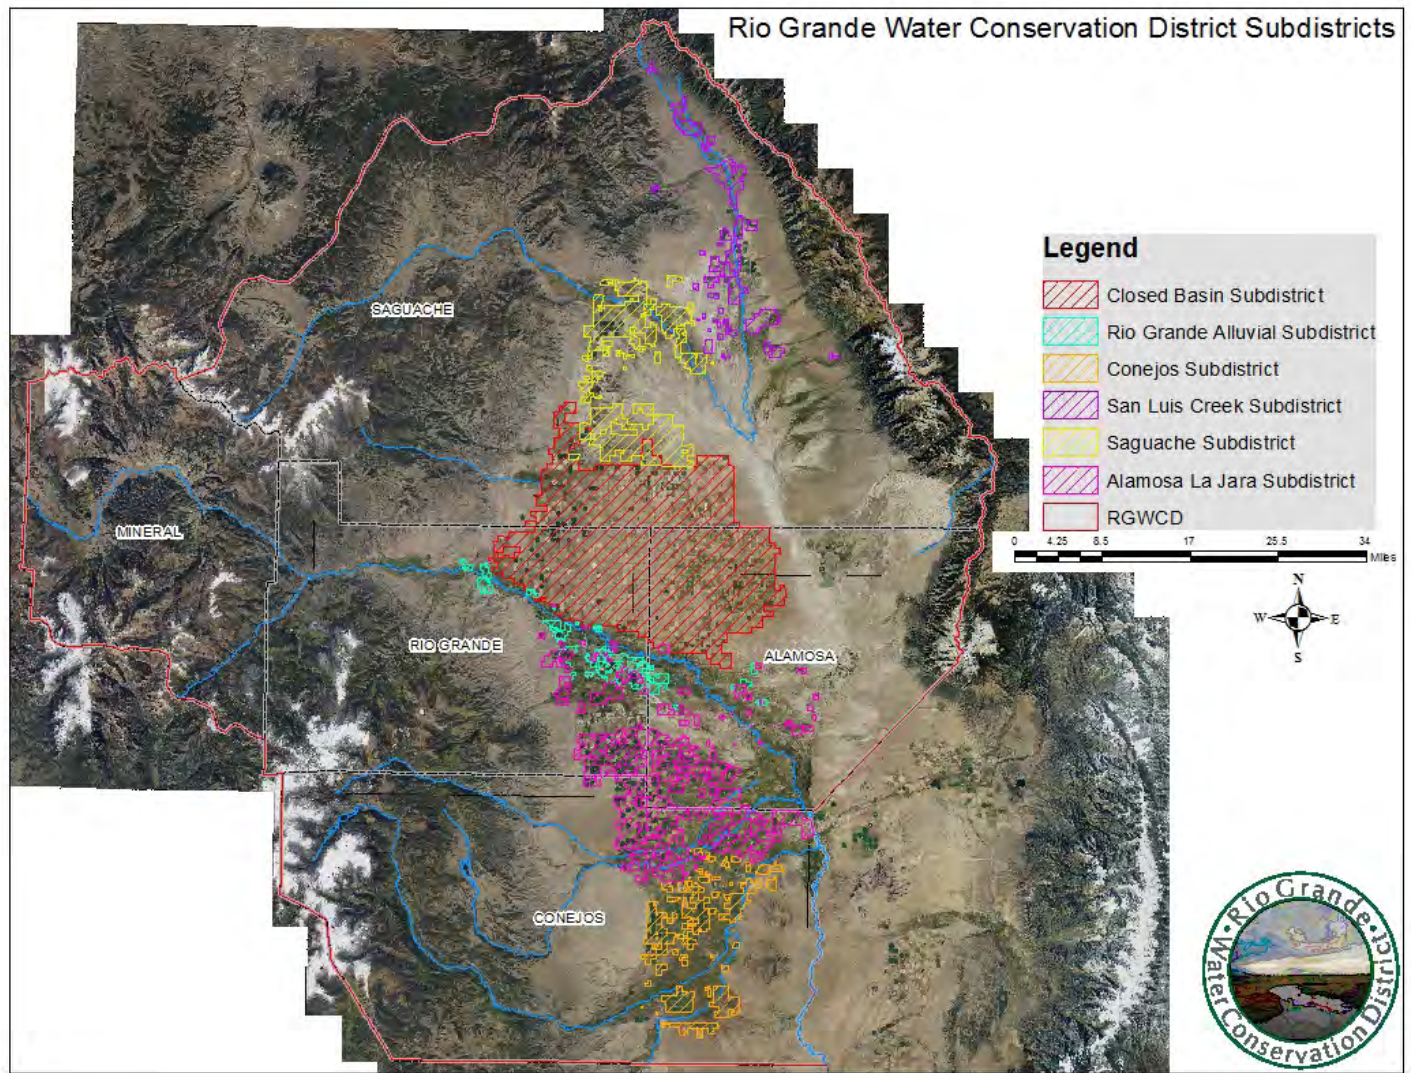 Rio Grande Water Conservation District Subdistricts
SAGUACHE
MINERAL
RIO GRANDE
ALAMOSA
CONEJOS
Legend
Closed Basin Subdistrict
Rio Grande Alluvial Subdistrict
Conejos Subdistrict
San Luis Creek Subdistrict
Saguache Subdistrict
Alamosa La Jara Subdistrict
RGWCD
0 4.25 8.5 17 25.5 34
Miles
N
W E
S
Rio Grande
Water Conservation District